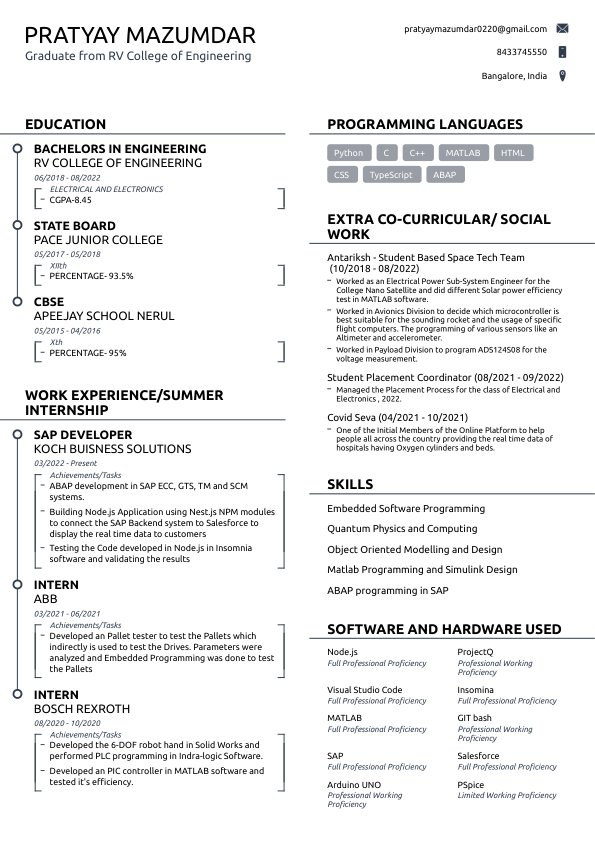 PRATYAY MAZUMDAR
Graduate from RV College of Engineering
pratyaymazumdar0220@gmail.com
8433745550
Bangalore, India
EDUCATION
BACHELORS IN ENGINEERING
RV COLLEGE OF ENGINEERING
06/2018 - 08/2022
ELECTRICAL AND ELECTRONICS
– CGPA-8.45
STATE BOARD
PACE JUNIOR COLLEGE
05/2017 - 05/2018
XIIth
– PERCENTAGE- 93.5%
CBSE
APEEJAY SCHOOL NERUL
05/2015 - 04/2016
Xth
– PERCENTAGE- 95%
WORK EXPERIENCE/SUMMER
INTERNSHIP
SAP DEVELOPER
KOCH BUISNESS SOLUTIONS
03/2022 - Present
Achievements/Tasks
– ABAP development in SAP ECC, GTS, TM and SCM
systems.
– Building Node.js Application using Nest.js NPM modules
to connect the SAP Backend system to Salesforce to
display the real time data to customers
– Testing the Code developed in Node.js in Insomnia
software and validating the results
INTERN
ABB
03/2021 - 06/2021
Achievements/Tasks
– Developed an Pallet tester to test the Pallets which
indirectly is used to test the Drives. Parameters were
analyzed and Embedded Programming was done to test
the Pallets
INTERN
BOSCH REXROTH
08/2020 - 10/2020
Achievements/Tasks
– Developed the 6-DOF robot hand in Solid Works and
performed PLC programming in Indra-logic Software.
– Developed an PIC controller in MATLAB software and
tested it's efficiency.
PROGRAMMING LANGUAGES
Python C C++ MATLAB HTML
CSS TypeScript ABAP
EXTRA CO-CURRICULAR/ SOCIAL
WORK
Antariksh - Student Based Space Tech Team
(10/2018 - 08/2022)
– Worked as an Electrical Power Sub-System Engineer for the
College Nano Satellite and did different Solar power efficiency
test in MATLAB software.
– Worked in Avionics Division to decide which microcontroller is
best suitable for the sounding rocket and the usage of specific
flight computers. The programming of various sensors like an
Altimeter and accelerometer.
– Worked in Payload Division to program ADS124S08 for the
voltage measurement.
Student Placement Coordinator (08/2021 - 09/2022)
– Managed the Placement Process for the class of Electrical and
Electronics , 2022.
Covid Seva (04/2021 - 10/2021)
– One of the Initial Members of the Online Platform to help
people all across the country providing the real time data of
hospitals having Oxygen cylinders and beds.
SKILLS
Embedded Software Programming
Quantum Physics and Computing
Object Oriented Modelling and Design
Matlab Programming and Simulink Design
ABAP programming in SAP
SOFTWARE AND HARDWARE USED
Node.js
Full Professional Proficiency
ProjectQ
Professional Working
Proficiency
Visual Studio Code
Full Professional Proficiency
Insomina
Full Professional Proficiency
MATLAB
Full Professional Proficiency
GIT bash
Professional Working
Proficiency
SAP
Full Professional Proficiency
Salesforce
Full Professional Proficiency
Arduino UNO
Professional Working
Proficiency
PSpice
Limited Working Proficiency